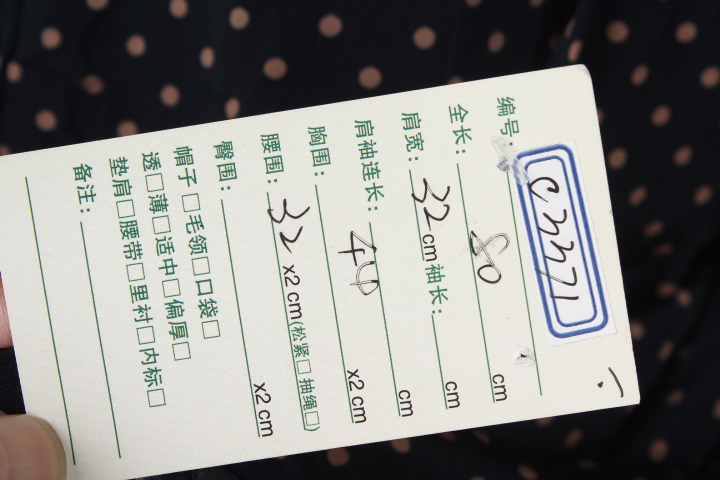 编号:
全长: 80 cm
肩宽: 32 cm 袖长: cm
肩袖连长: cm
胸围: 44 x2 cm
腰围: 32 x2 cm(松紧□ 抽绳□)
臀围: x2 cm
帽子□毛领□口袋□
透□薄□适中□偏厚□
垫肩□腰带□里衬□内标□
备注: